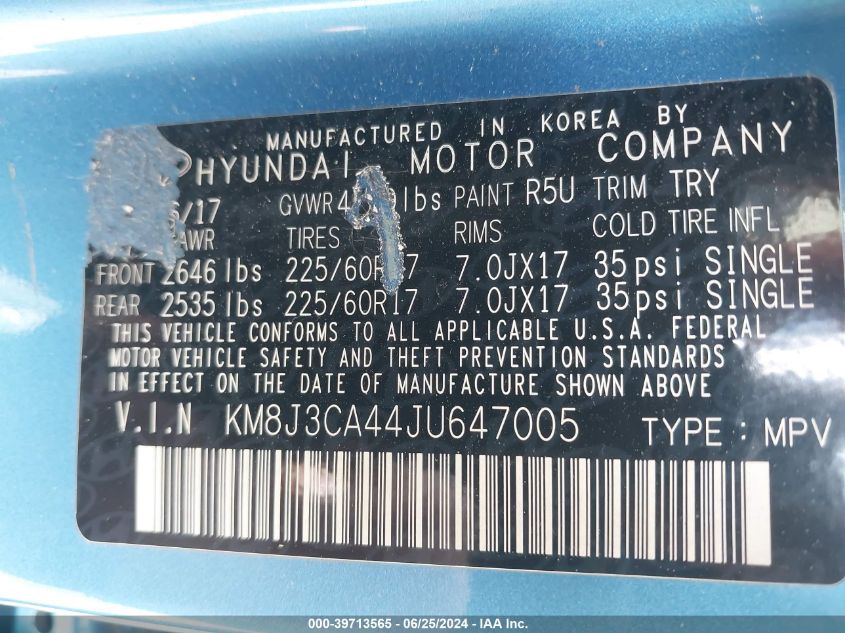 MANUFACTURED IN KOREA BY
HYUNDAI MOTOR COMPANY
/17 GVWR lbs PAINT R5U TRIM TRY
TIRES RIMS COLD TIRE INFL
FRONT 2646 lbs 225/60R17 7.0JX17 35psi SINGLE
REAR 2535 lbs 225/60R17 7.0JX17 35psi SINGLE
THIS VEHICLE CONFORMS TO ALL APPLICABLE U.S.A. FEDERAL
MOTOR VEHICLE SAFETY AND THEFT PREVENTION STANDARDS
IN EFFECT ON THE DATE OF MANUFACTURE SHOWN ABOVE
V.I.N KM8J3CA44JU647005 TYPE : MPV
000-39713565 - 06/25/2024 - IAA Inc.